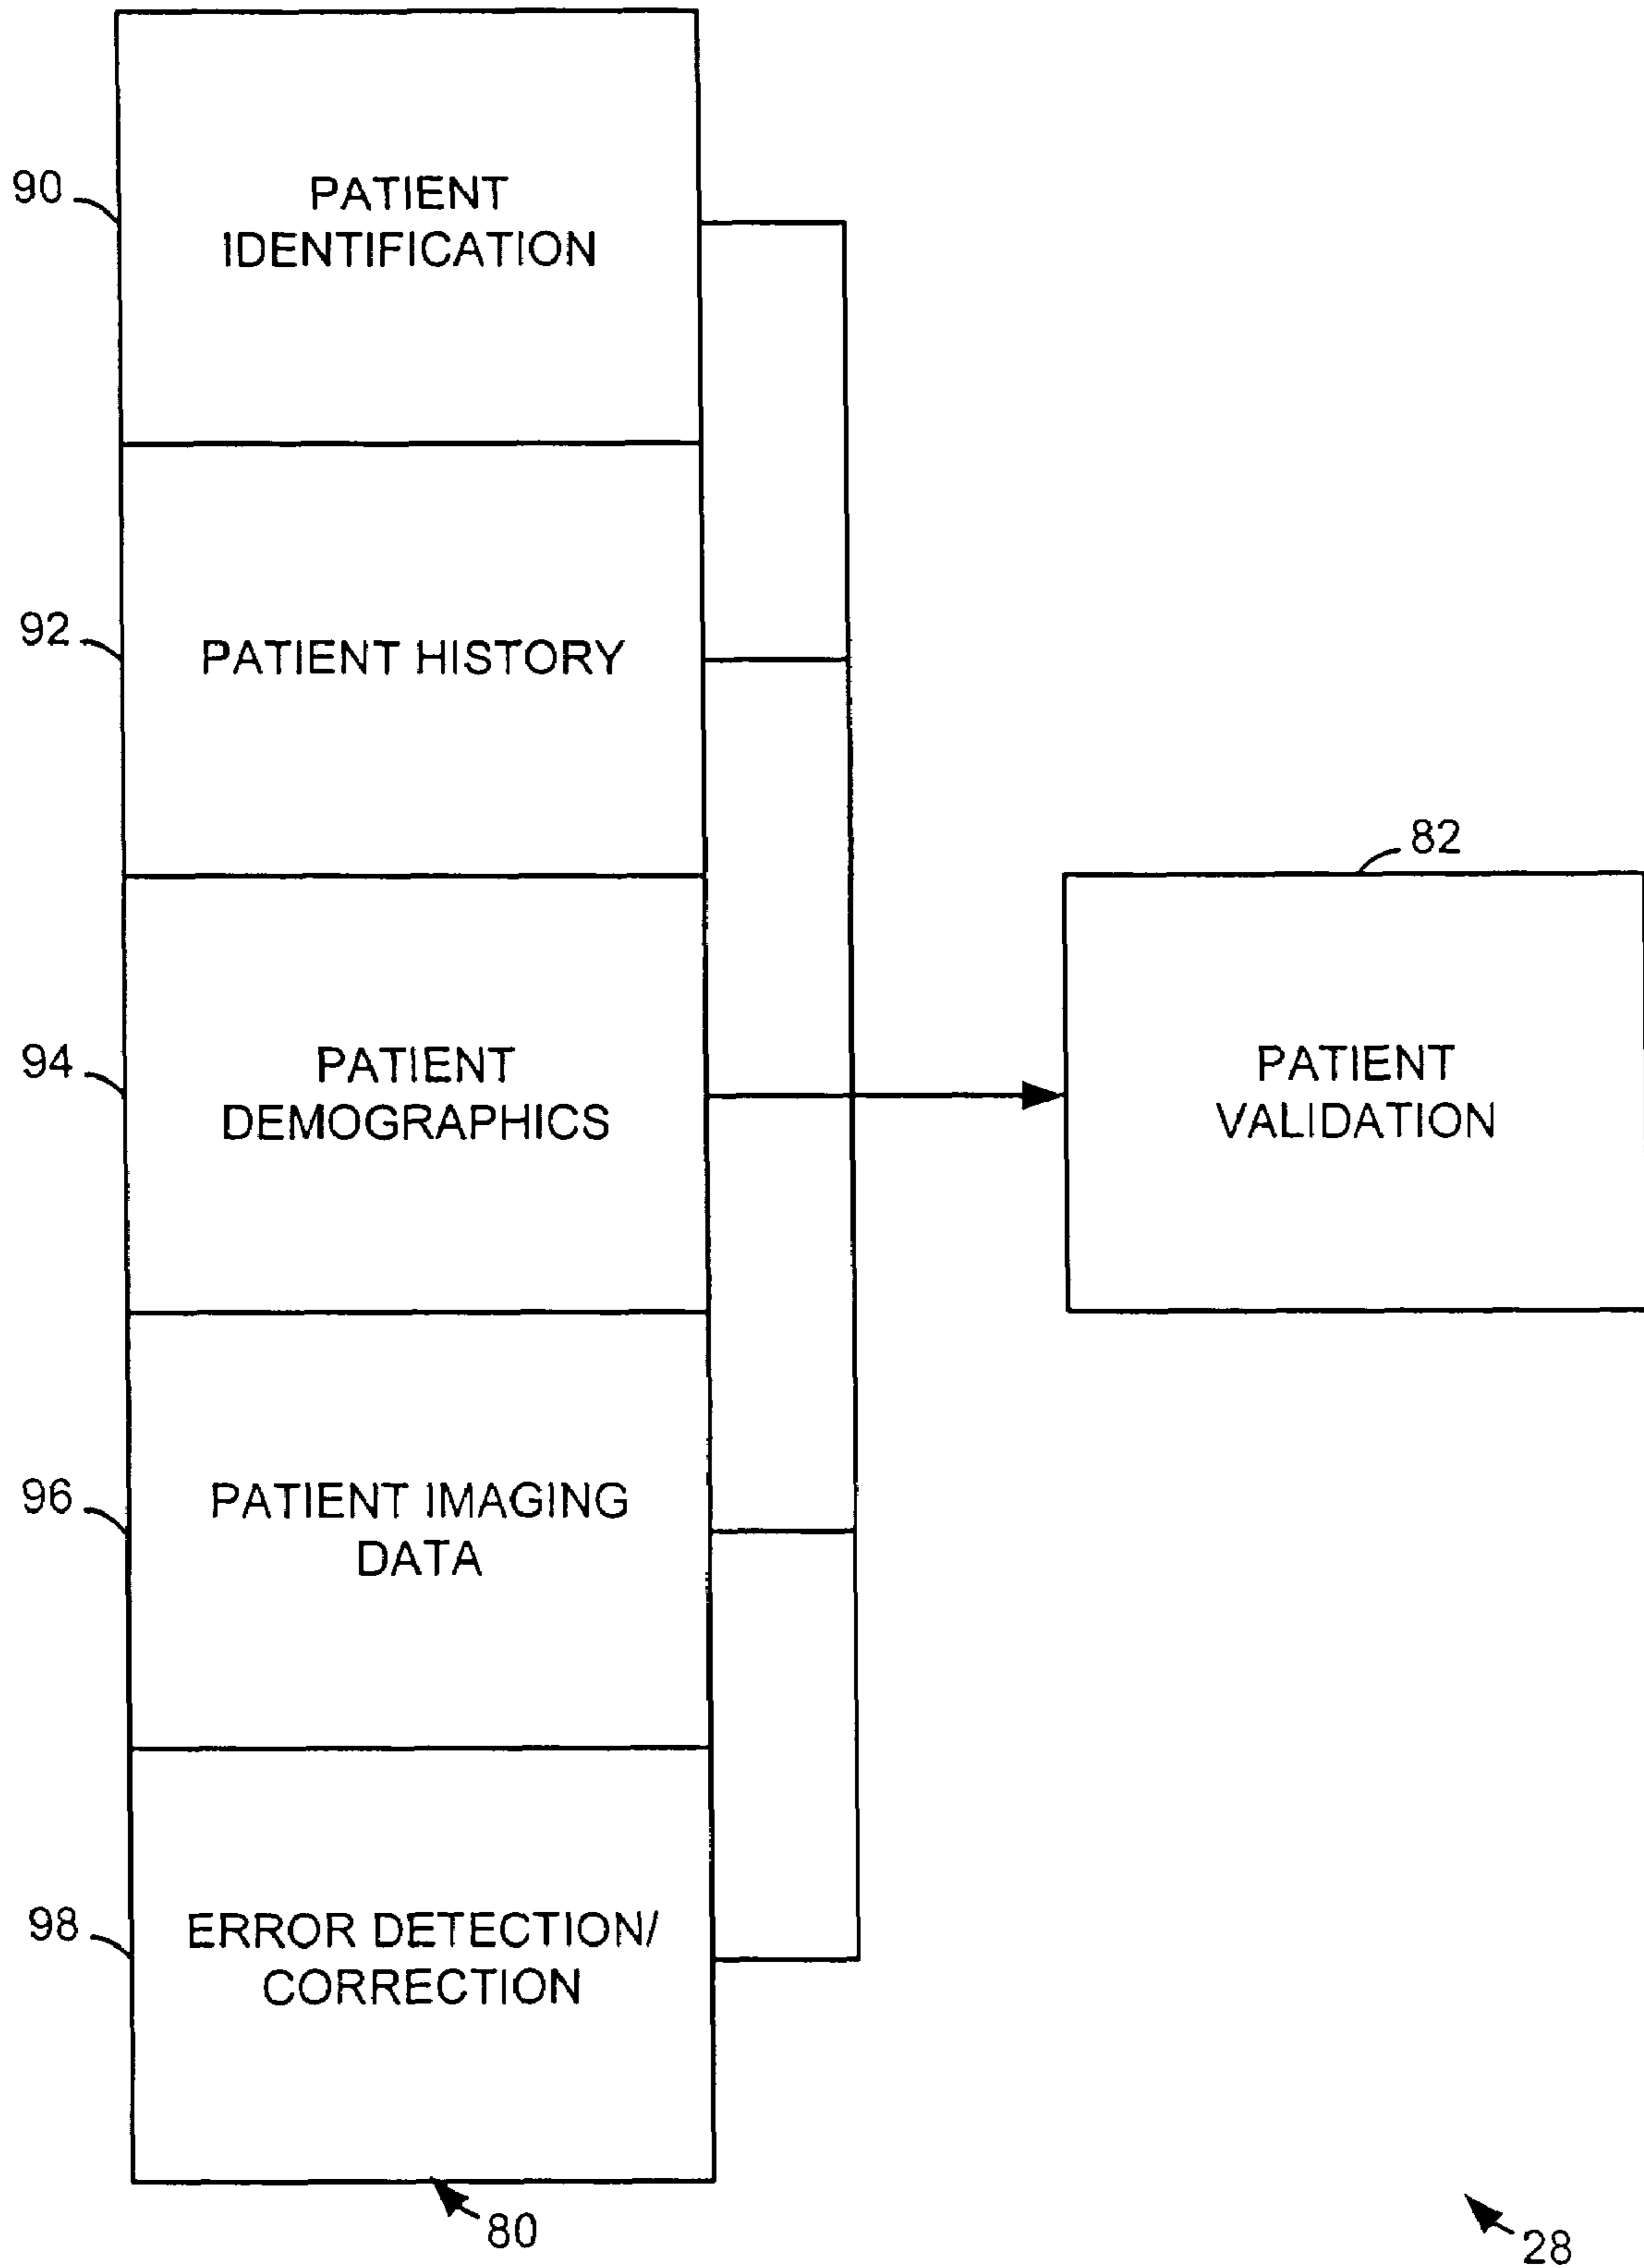 90
PATIENT
IDENTIFICATION
92
PATIENT HISTORY
82
94
PATIENT
DEMOGRAPHICS
PATIENT
VALIDATION
96
PATIENT IMAGING
DATA
98
ERROR DETECTION/
CORRECTION
80
28